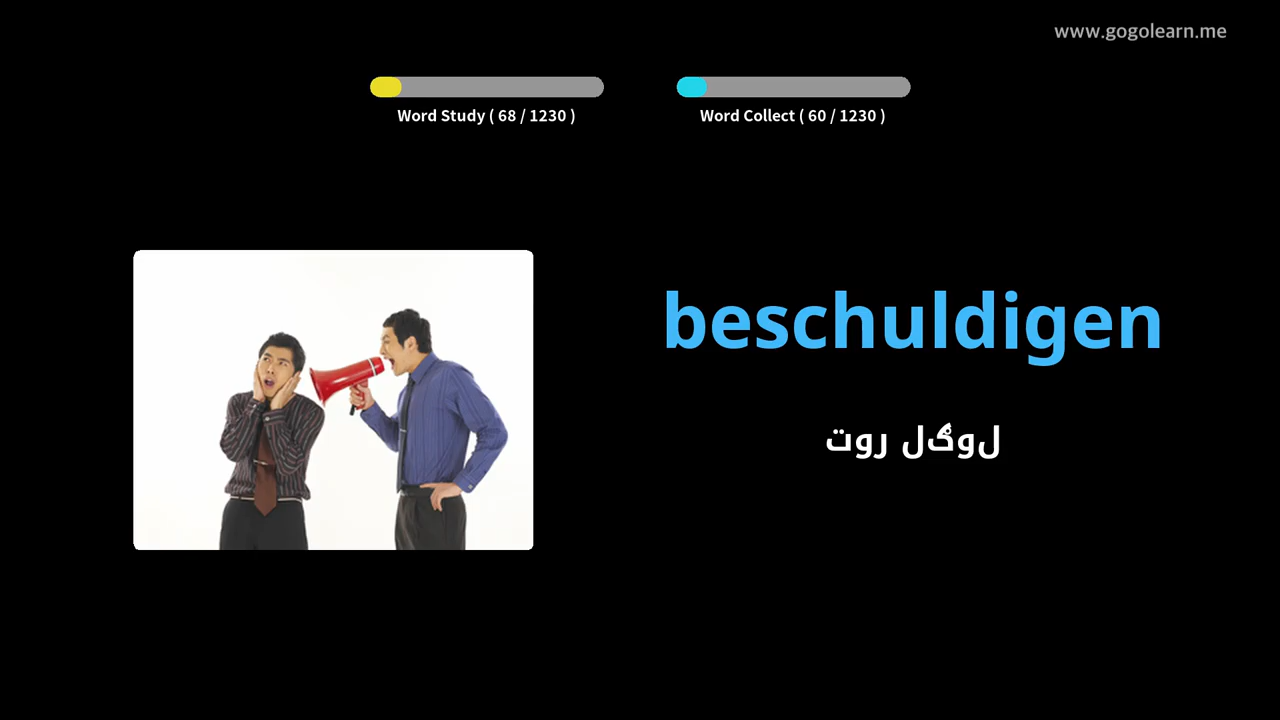 www.gogolearn.me
Word Study ( 68 / 1230 )
Word Collect ( 60 / 1230 )
beschuldigen
لوګل روت